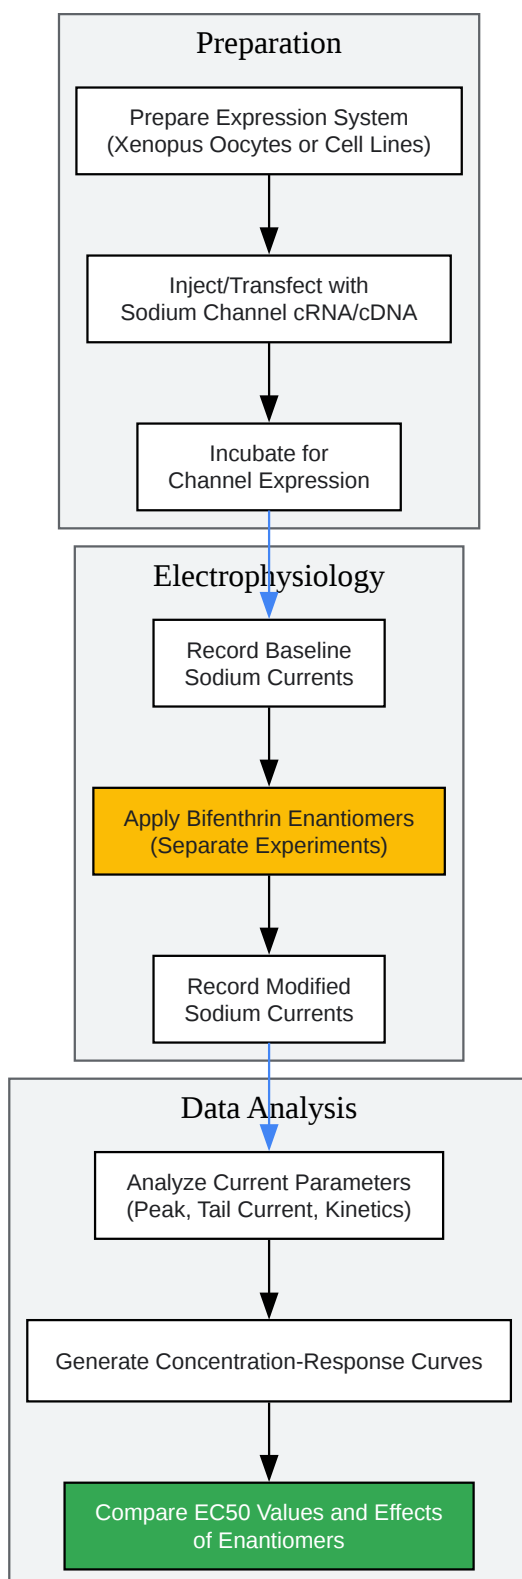 Preparation
Prepare Expression System
(Xenopus Oocytes or Cell Lines)
Inject/Transfect with
Sodium Channel cRNA/cDNA
Incubate for
Channel Expression
Electrophysiology
Record Baseline
Sodium Currents
Apply Bifenthrin Enantiomers
(Separate Experiments)
Record Modified
Sodium Currents
Data Analysis
Analyze Current Parameters
(Peak, Tail Current, Kinetics)
Generate Concentration-Response Curves
Compare EC50 Values and Effects
of Enantiomers